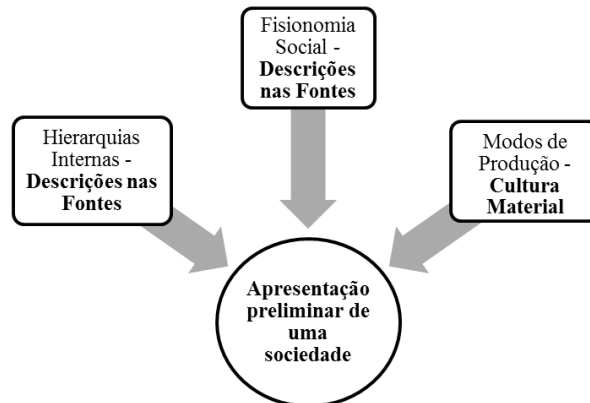 Fisionomia
Social -
Descrições
nas Fontes
Hierarquias
Internas -
Descrições nas
Fontes
Modos de
Produção -
Cultura
Material
Apresentação
preliminar de
uma
sociedade